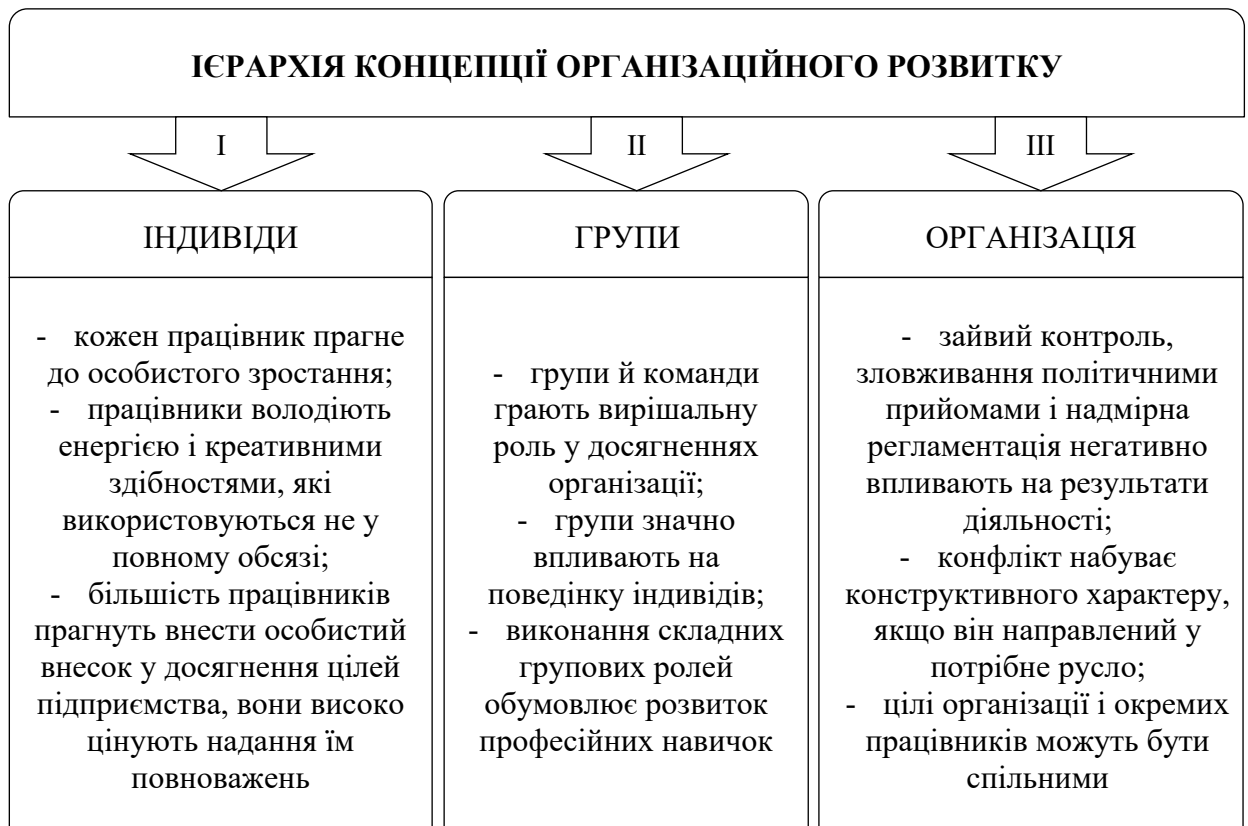 ІЄРАРХІЯ КОНЦЕПЦІЇ ОРГАНІЗАЦІЙНОГО РОЗВИТКУ
I
II
III
ІНДИВІДИ
- кожен працівник прагне
до особистого зростання;
- працівники володіють
енергією і креативними
здібностями, які
використовуються не у
повному обсязі;
- більшість працівників
прагнуть внести особистий
внесок у досягнення цілей
підприємства, вони високо
цінують надання їм
повноважень
ГРУПИ
- групи й команди
грають вирішальну
роль у досягненнях
організації;
- групи значно
впливають на
поведінку індивідів;
- виконання складних
групових ролей
обумовлює розвиток
професійних навичок
ОРГАНІЗАЦІЯ
- зайвий контроль,
зловживання політичними
прийомами і надмірна
регламентація негативно
впливають на результати
діяльності;
- конфлікт набуває
конструктивного характеру,
якщо він направлений у
потрібне русло;
- цілі організації і окремих
працівників можуть бути
спільними